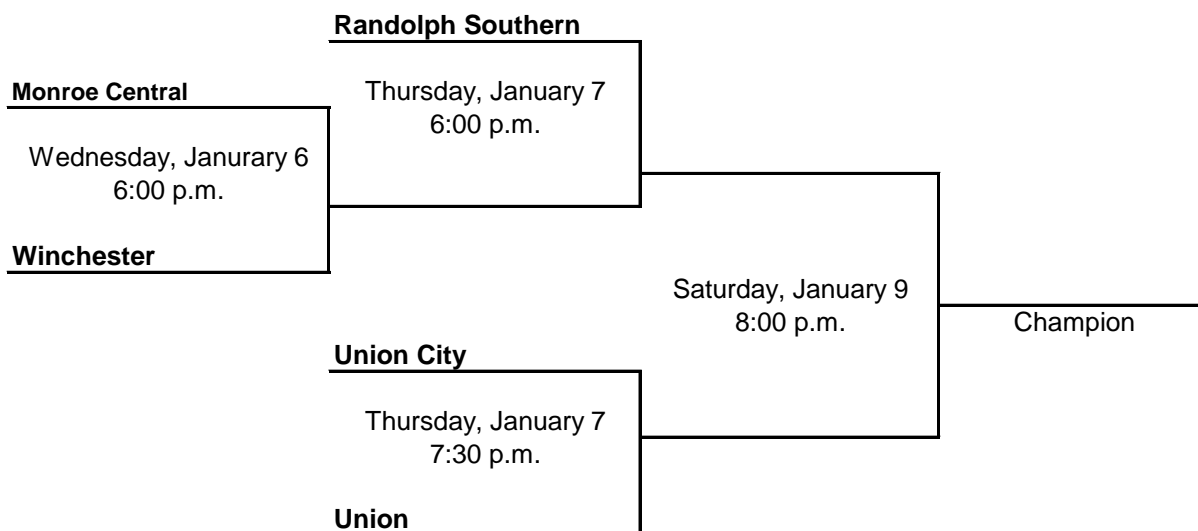 Randolph Southern
Monroe Central
Thursday, January 7
6:00 p.m.
Wednesday, Janurary 6
6:00 p.m.
Winchester
Saturday, January 9
8:00 p.m.
Champion
Union City
Thursday, January 7
7:30 p.m.
Union